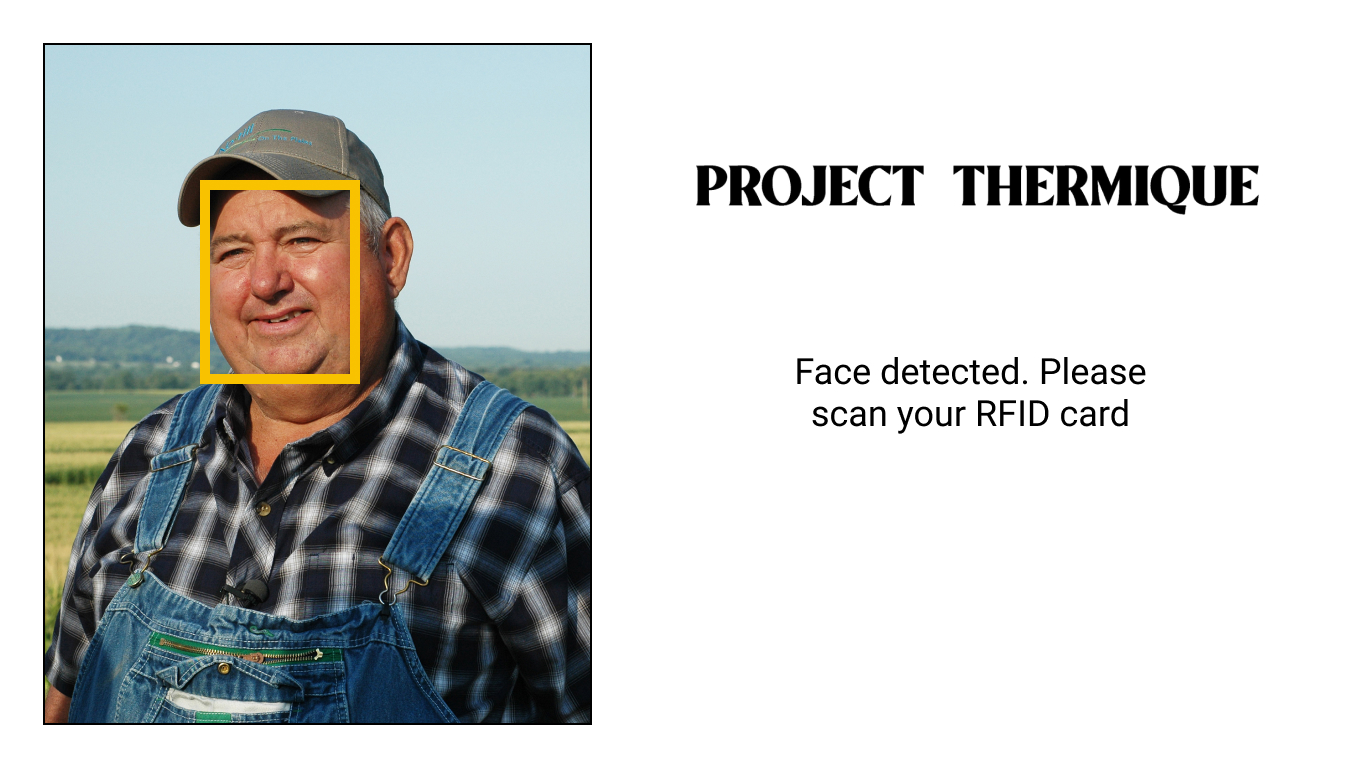 PROJECT THERMIQUE
Face detected. Please
scan your RFID card